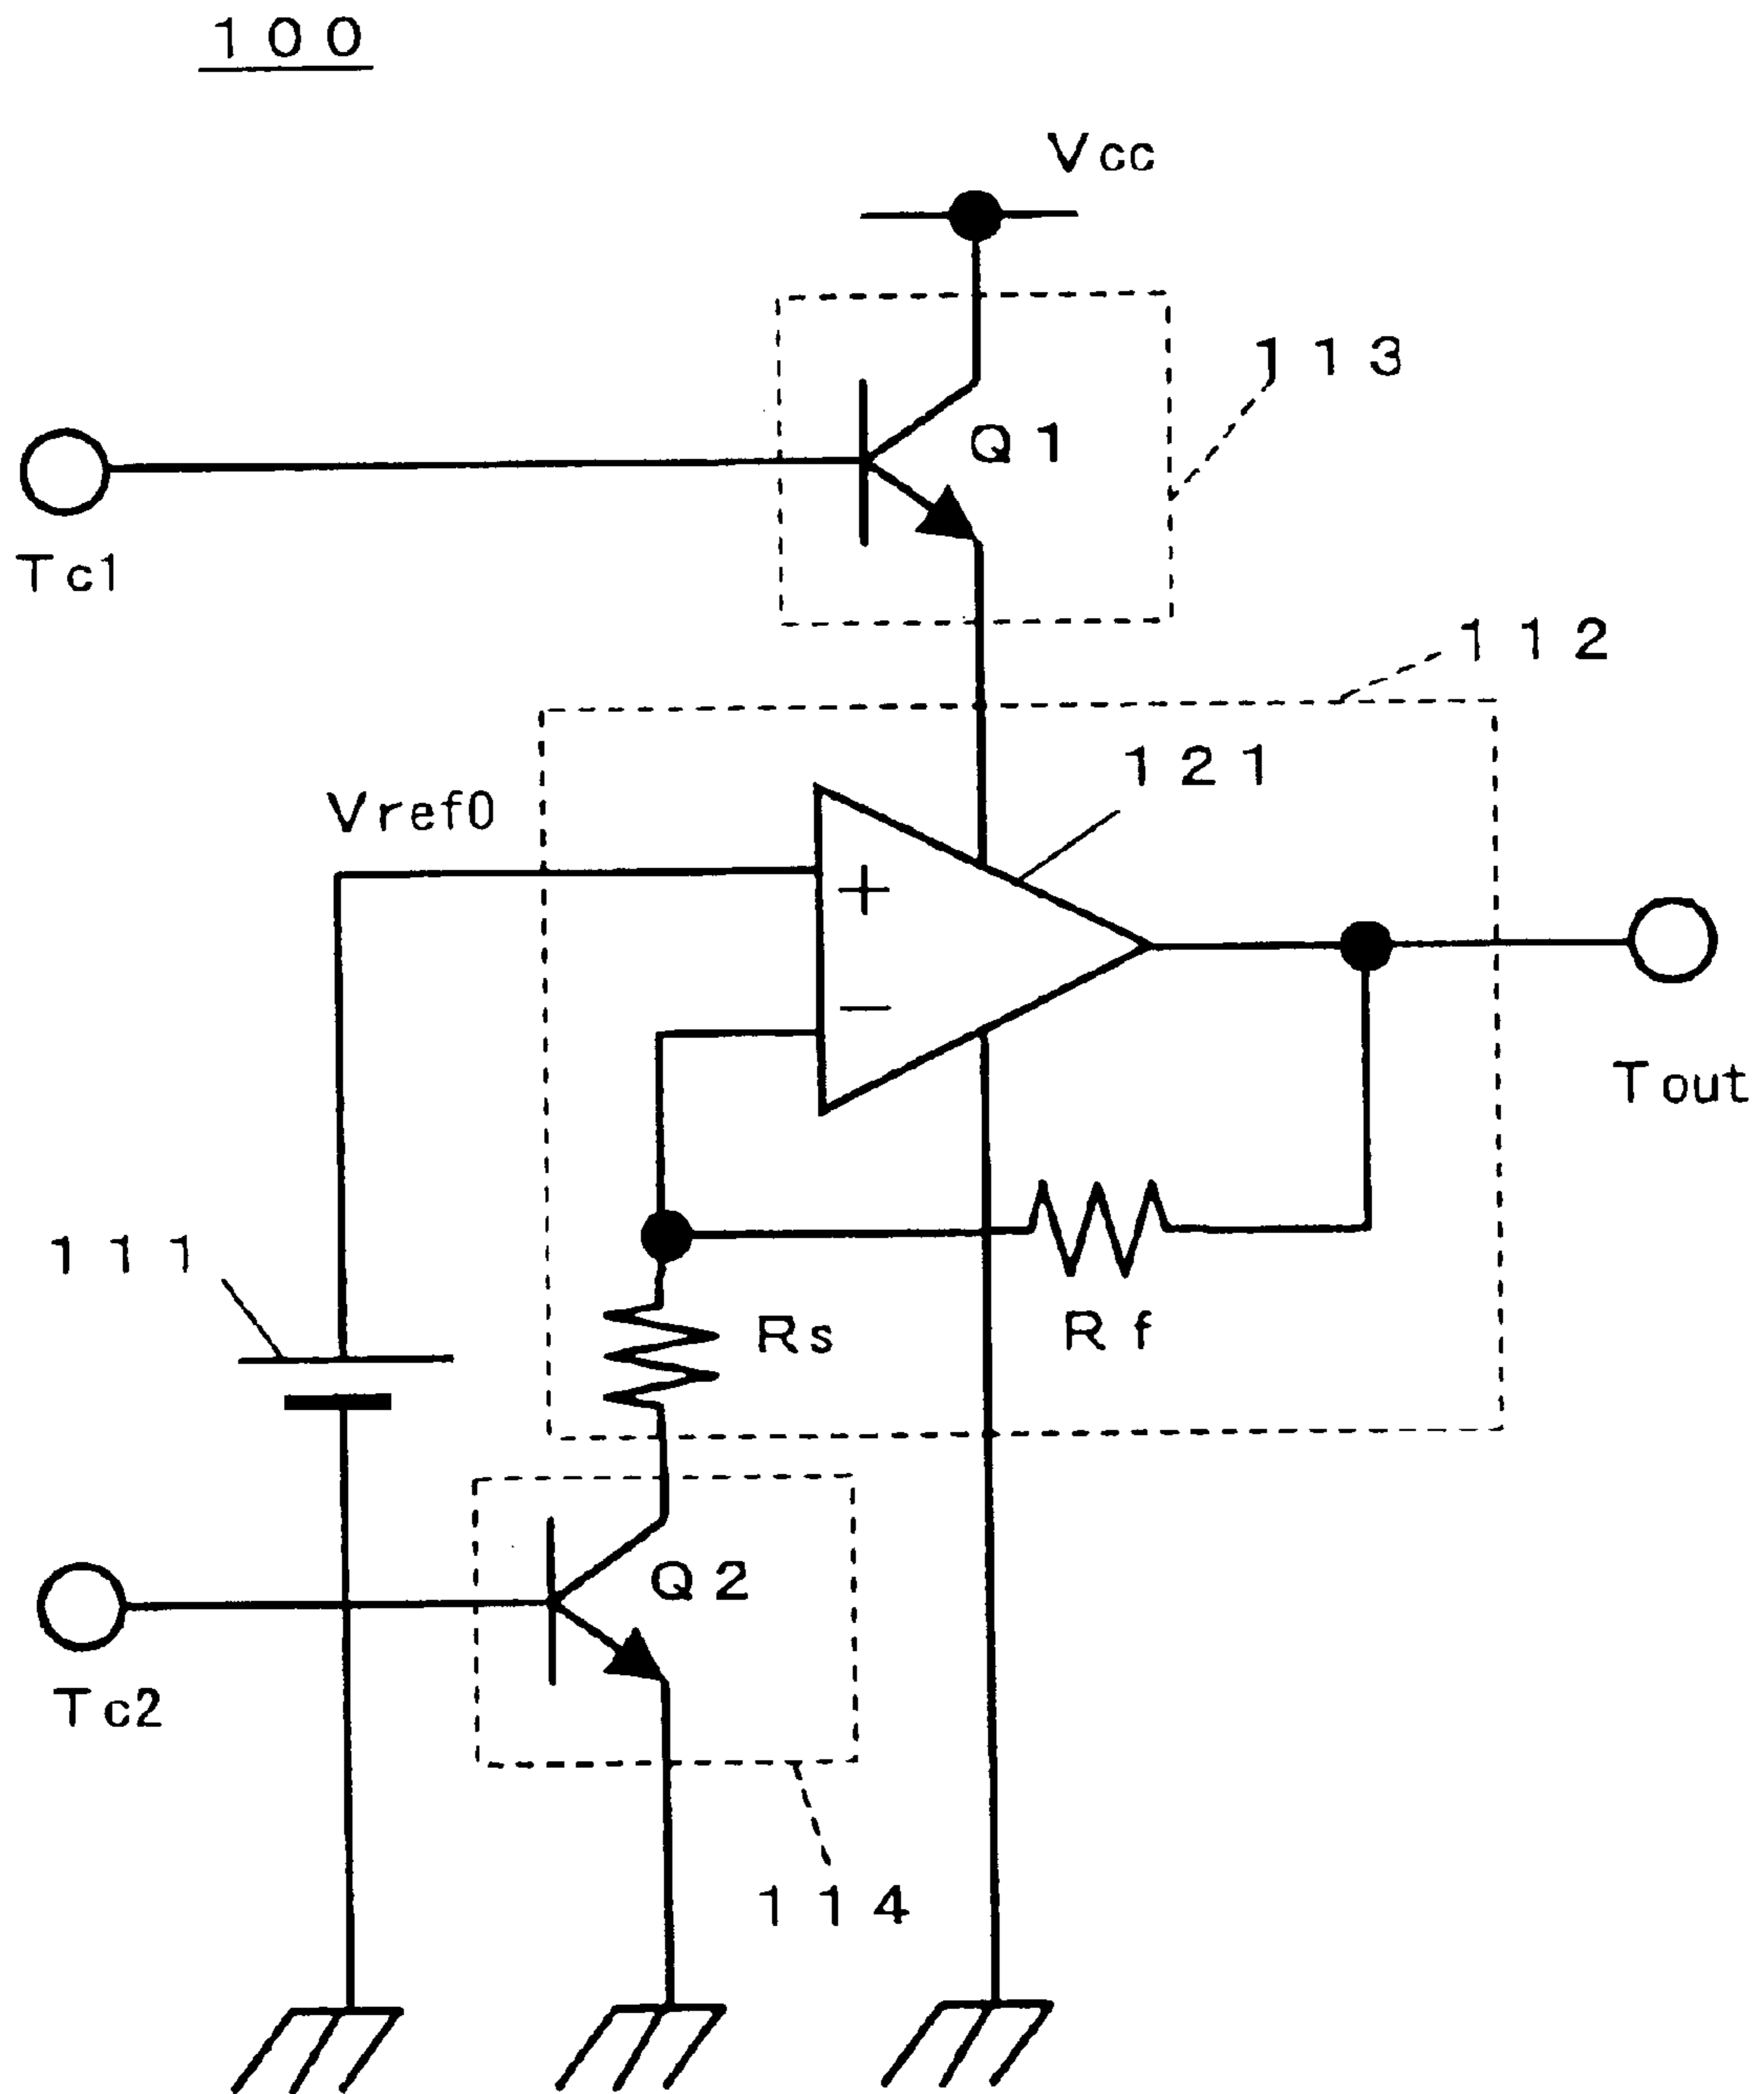 100
Vcc
113
Q1
Tc1
112
121
Vref0
+
−
Tout
111
Rs
Rf
Q2
Tc2
114